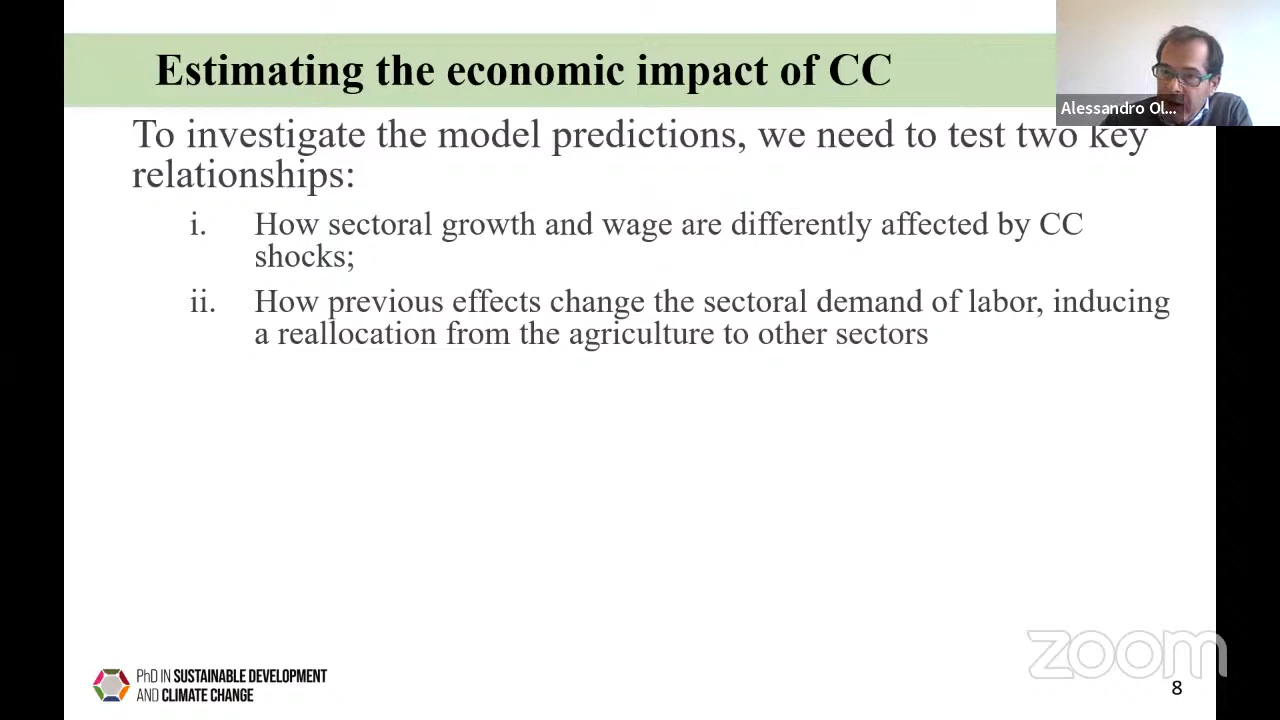 Estimating the economic impact of CC
Alessandro Ol...
To investigate the model predictions, we need to test two key
relationships:
i. How sectoral growth and wage are differently affected by CC
shocks;
ii. How previous effects change the sectoral demand of labor, inducing
a reallocation from the agriculture to other sectors
zoom
PhD IN SUSTAINABLE DEVELOPMENT
AND CLIMATE CHANGE
8